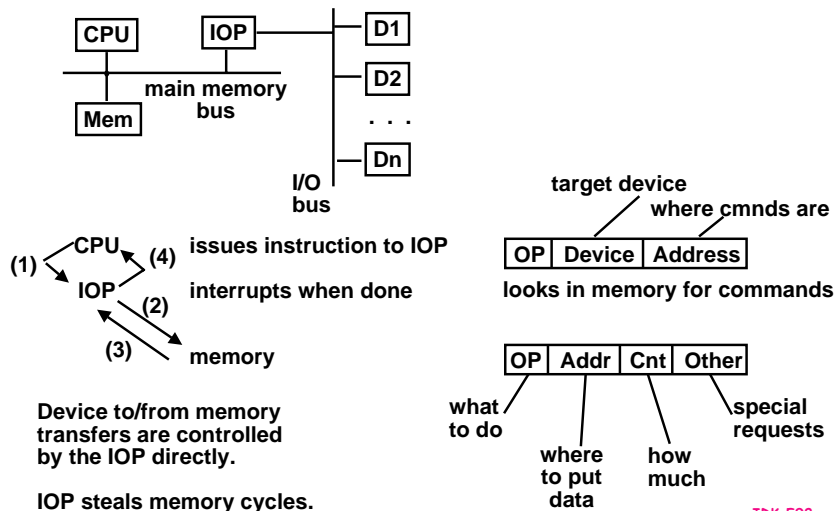 CPU
IOP
D1
D2
. . .
Dn
main memory
bus
Mem
I/O
bus
target device
where cmnds are
OP Device Address
looks in memory for commands
CPU
(1)
(4)
issues instruction to IOP
IOP
interrupts when done
(2)
(3)
memory
OP Addr Cnt Other
what
to do
where
to put
data
how
much
special
requests
Device to/from memory
transfers are controlled
by the IOP directly.
IOP steals memory cycles.